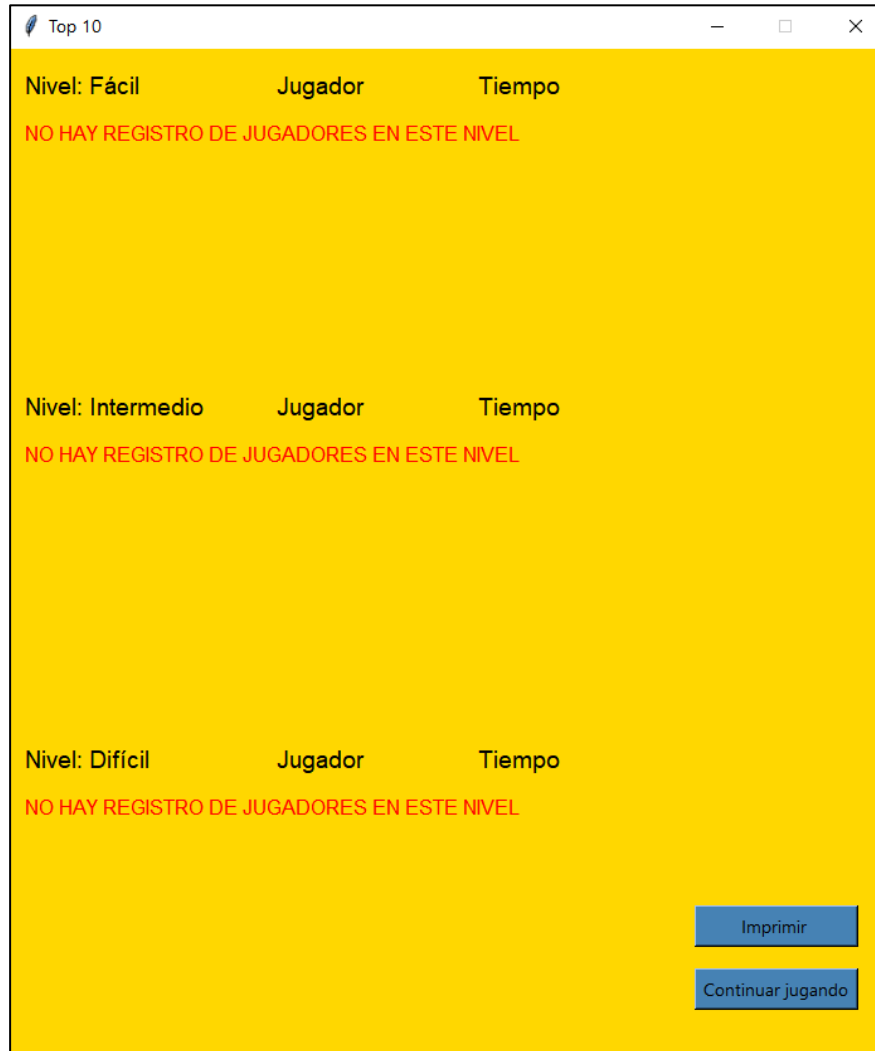 Top 10
Nivel: Fácil Jugador Tiempo
NO HAY REGISTRO DE JUGADORES EN ESTE NIVEL
Nivel: Intermedio Jugador Tiempo
NO HAY REGISTRO DE JUGADORES EN ESTE NIVEL
Nivel: Difícil Jugador Tiempo
NO HAY REGISTRO DE JUGADORES EN ESTE NIVEL
Imprimir
Continuar jugando